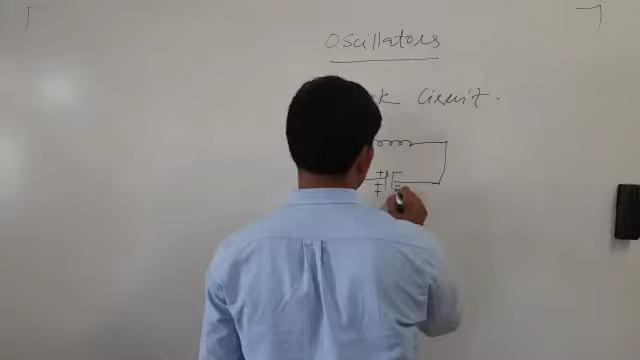 Oscillators
k Circuit.
+ -
+ -